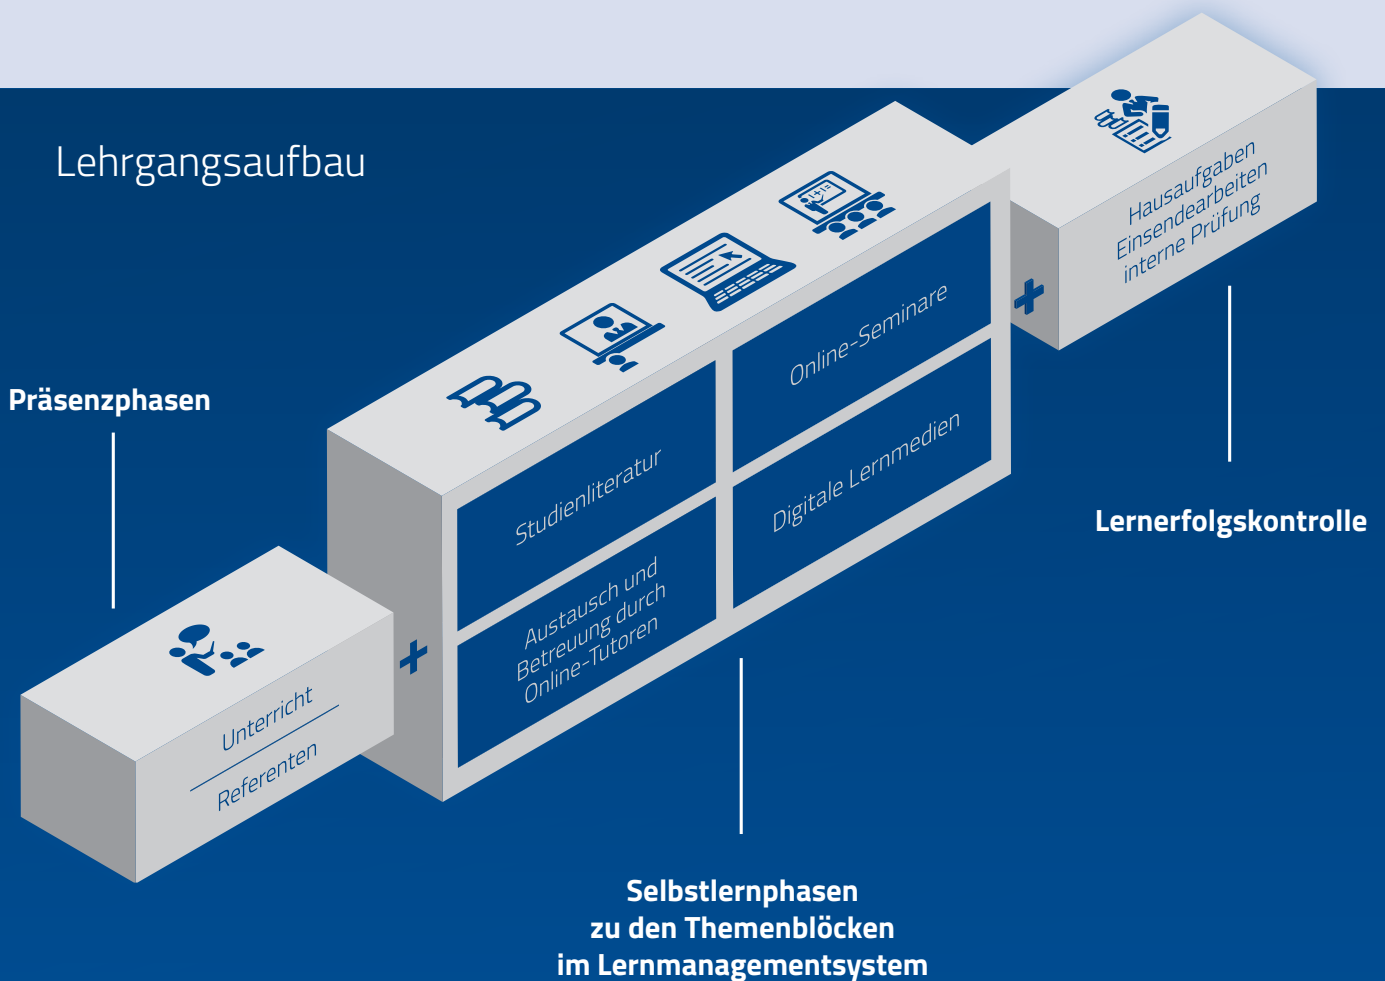 Lehrgangsaufbau
Präsenzphasen
Unterricht
Referenten
+
Studienliteratur
Online-Seminare
Austausch und
Betreuung durch
Online-Tutoren
Digitale Lernmedien
+
Hausaufgaben
Einsendearbeiten
interne Prüfung
Lernerfolgskontrolle
Selbstlernphasen
zu den Themenblöcken
im Lernmanagementsystem